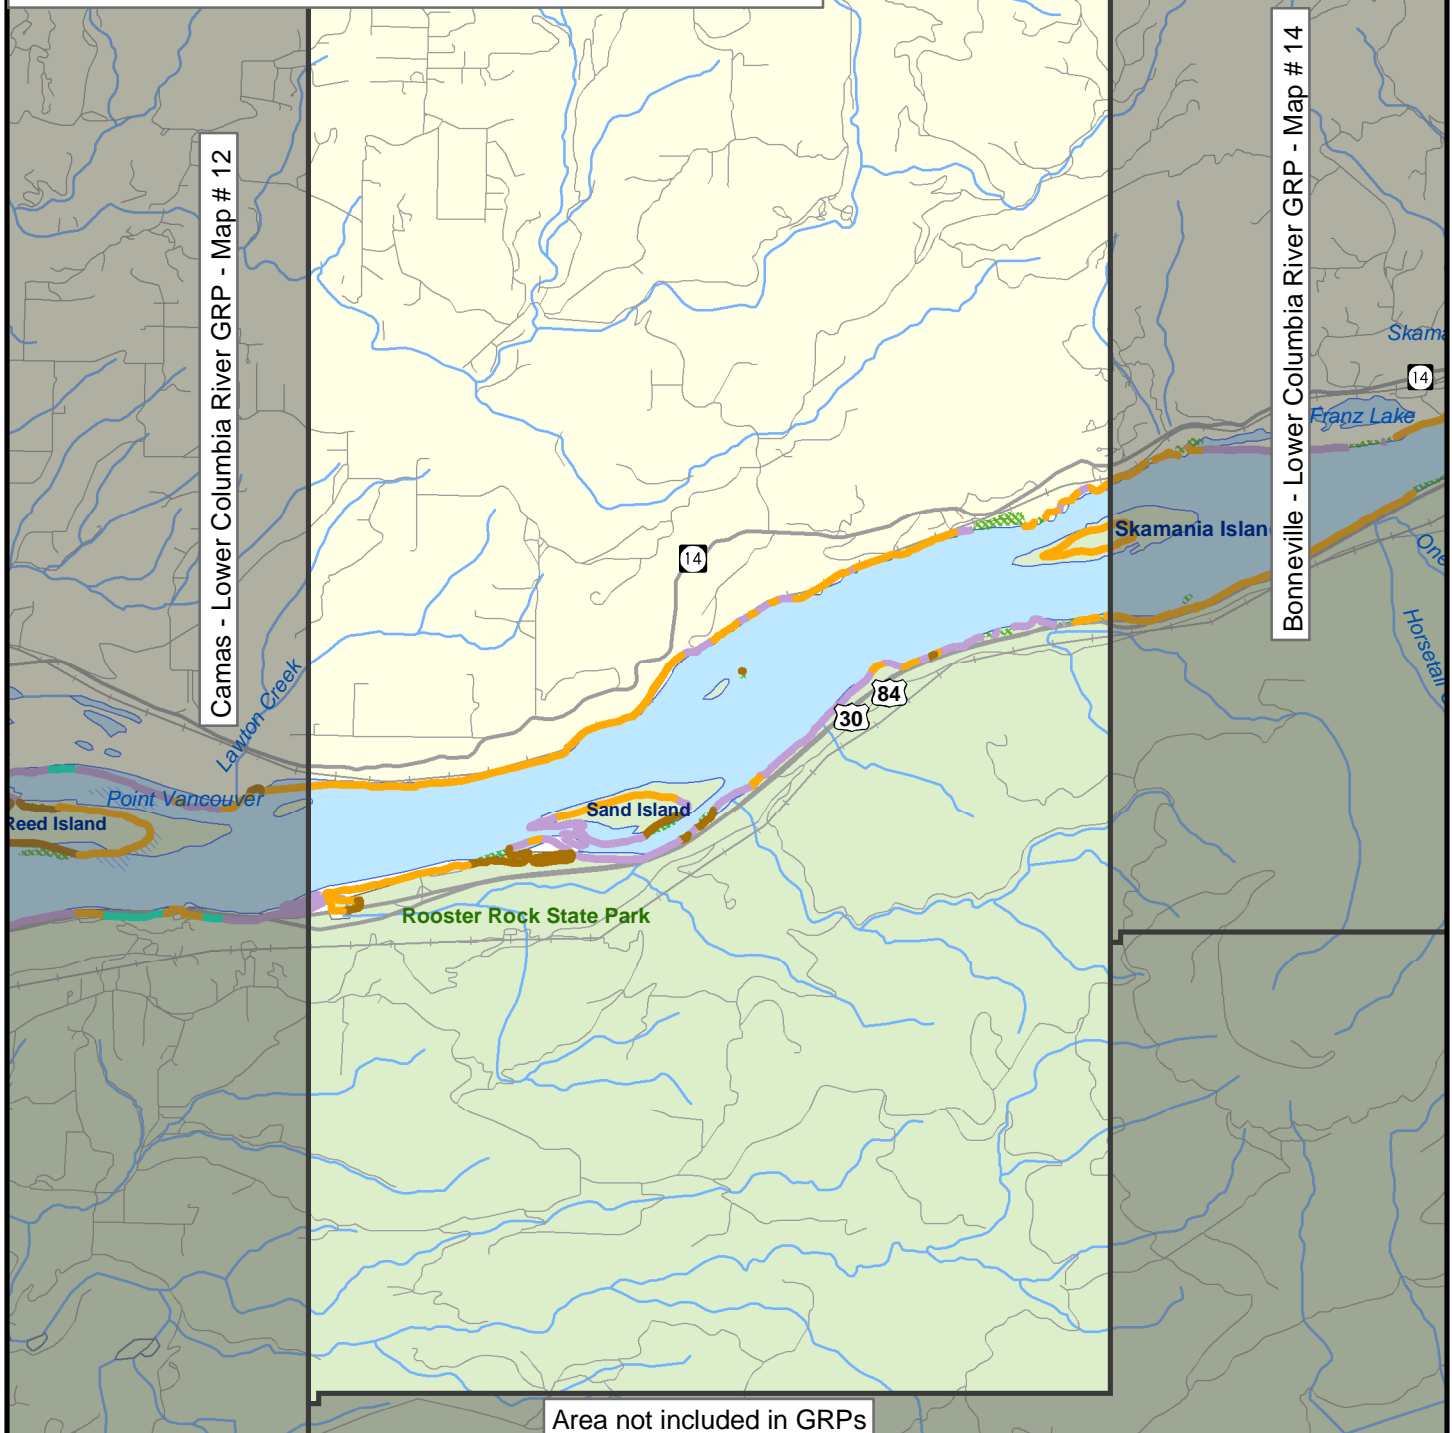 Camas - Lower Columbia River GRP - Map # 12
Bonneville - Lower Columbia River GRP - Map # 14
Skama
14
Franz Lake
Skamania Islan
One
14
Horsetail
Lawton Creek
84
30
Point Vancouver
Reed Island
Sand Island
Rooster Rock State Park
Area not included in GRPs